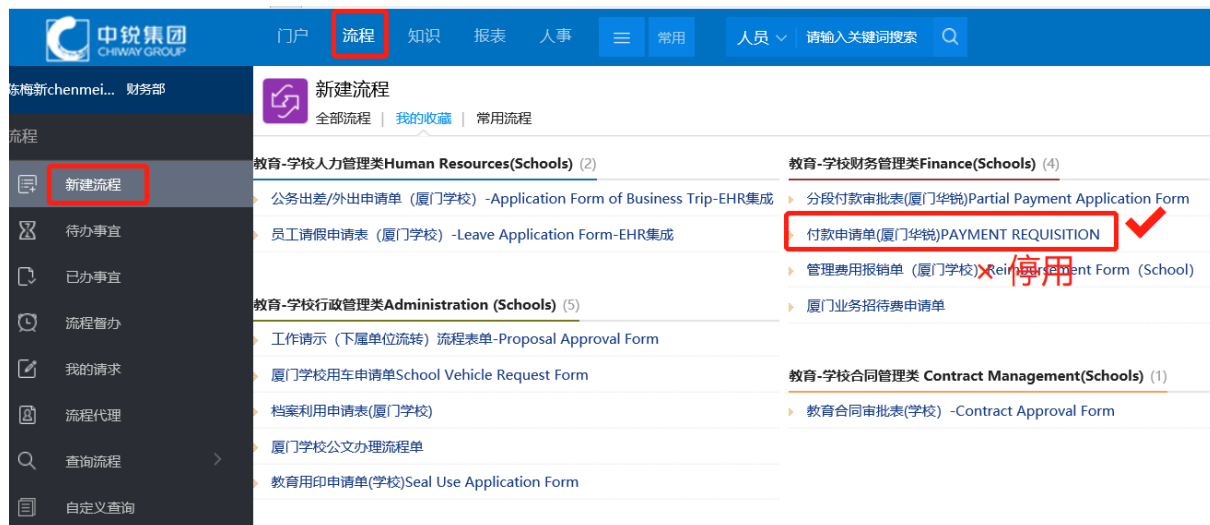 中锐集团
CHIWAY GROUP
门户 流程 知识 报表 人事 常用 人员 请输入关键词搜索
陈梅新chenmei... 财务部
流程
新建流程
待办事宜
已办事宜
流程督办
我的请求
流程代理
查询流程
自定义查询
新建流程
全部流程 | 我的收藏 | 常用流程
教育-学校人力管理类Human Resources(Schools) (2)
公务出差/外出申请单（厦门学校）-Application Form of Business Trip-EHR集成
员工请假申请表（厦门学校）-Leave Application Form-EHR集成
教育-学校行政管理类Administration (Schools) (5)
工作请示（下属单位流转）流程表单-Proposal Approval Form
厦门学校用车申请单School Vehicle Request Form
档案利用申请表(厦门学校)
厦门学校公文办理流程单
教育用印申请单(学校)Seal Use Application Form
教育-学校财务管理类Finance(Schools) (4)
分段付款审批表(厦门华锐)Partial Payment Application Form
付款申请单(厦门华锐)PAYMENT REQUISITION
管理费用报销单（厦门学校）Reimbursement Form（School）
× 停用
厦门业务招待费申请单
教育-学校合同管理类 Contract Management(Schools) (1)
教育合同审批表(学校）-Contract Approval Form